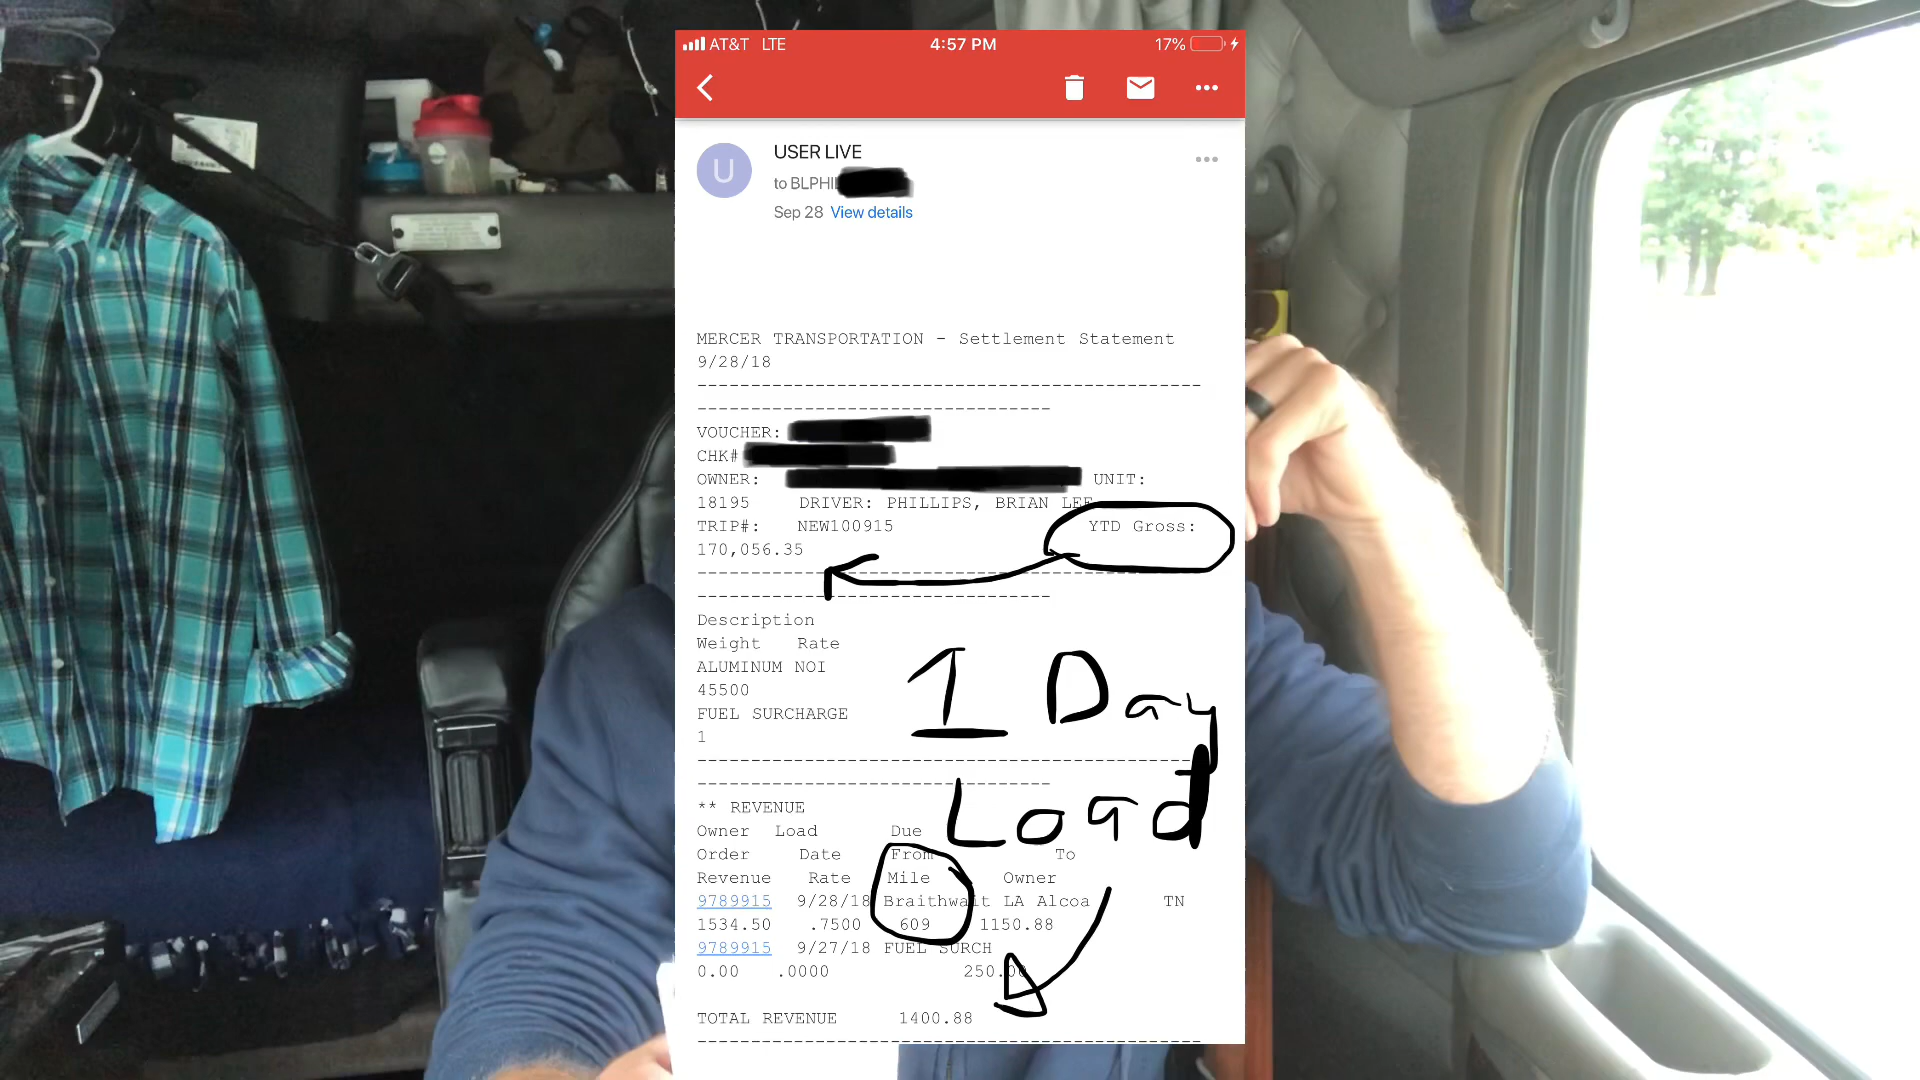 AT&T LTE 4:57 PM 17%
U
USER LIVE
to BLPHI
Sep 28 View details
MERCER TRANSPORTATION - Settlement Statement
9/28/18
VOUCHER:
CHK#
OWNER: UNIT:
18195 DRIVER: PHILLIPS, BRIAN LEE
TRIP#: NEW100915 YTD Gross:
170,056.35
Description
Weight Rate
ALUMINUM NOI
45500
FUEL SURCHARGE
1
1 Day
Load
** REVENUE
Owner Load Due
Order Date From To
Revenue Rate Mile Owner
9789915 9/28/18 Braithwait LA Alcoa TN
1534.50 .7500 609 1150.88
9789915 9/27/18 FUEL SURCH
0.00 .0000 250.00
TOTAL REVENUE 1400.88